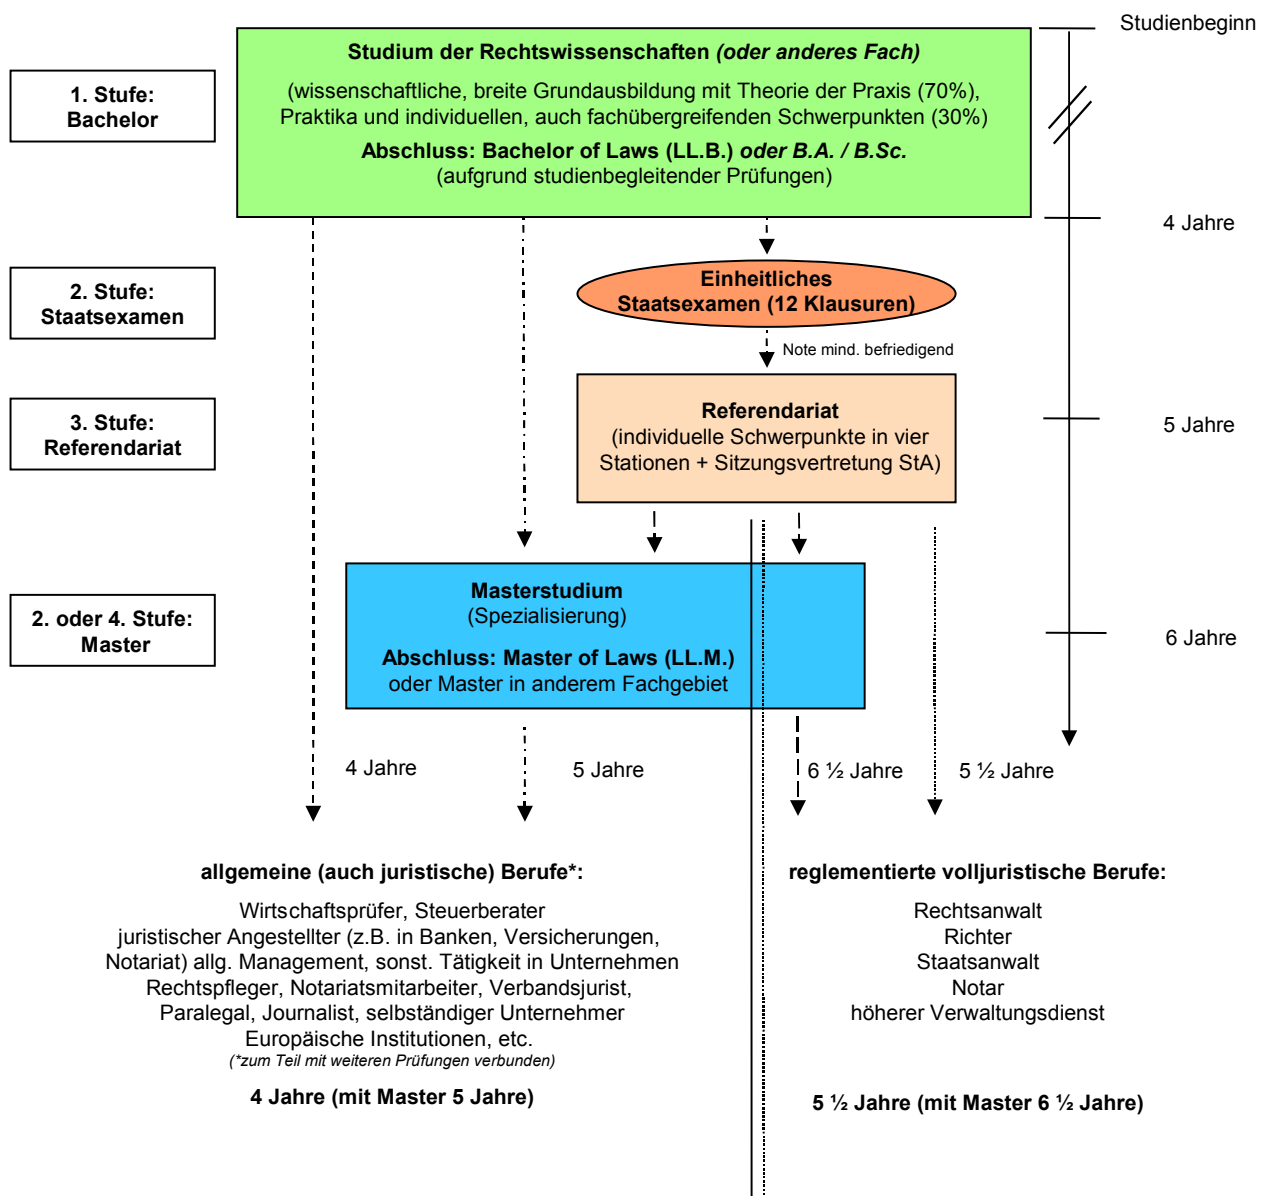 Studienbeginn
Studium der Rechtswissenschaften (oder anderes Fach)
(wissenschaftliche, breite Grundausbildung mit Theorie der Praxis (70%),
Praktika und individuellen, auch fachübergreifenden Schwerpunkten (30%)
Abschluss: Bachelor of Laws (LL.B.) oder B.A. / B.Sc.
(aufgrund studienbegleitender Prüfungen)
1. Stufe:
Bachelor
4 Jahre
2. Stufe:
Staatsexamen
Einheitliches
Staatsexamen (12 Klausuren)
Note mind. befriedigend
3. Stufe:
Referendariat
Referendariat
(individuelle Schwerpunkte in vier
Stationen + Sitzungsvertretung StA)
5 Jahre
2. oder 4. Stufe:
Master
Masterstudium
(Spezialisierung)
Abschluss: Master of Laws (LL.M.)
oder Master in anderem Fachgebiet
6 Jahre
4 Jahre
5 Jahre
6 ½ Jahre
5 ½ Jahre
allgemeine (auch juristische) Berufe*:
Wirtschaftsprüfer, Steuerberater
juristischer Angestellter (z.B. in Banken, Versicherungen,
Notariat) allg. Management, sonst. Tätigkeit in Unternehmen
Rechtspfleger, Notariatsmitarbeiter, Verbandsjurist,
Paralegal, Journalist, selbständiger Unternehmer
Europäische Institutionen, etc.
(*zum Teil mit weiteren Prüfungen verbunden)
4 Jahre (mit Master 5 Jahre)
reglementierte volljuristische Berufe:
Rechtsanwalt
Richter
Staatsanwalt
Notar
höherer Verwaltungsdienst
5 ½ Jahre (mit Master 6 ½ Jahre)